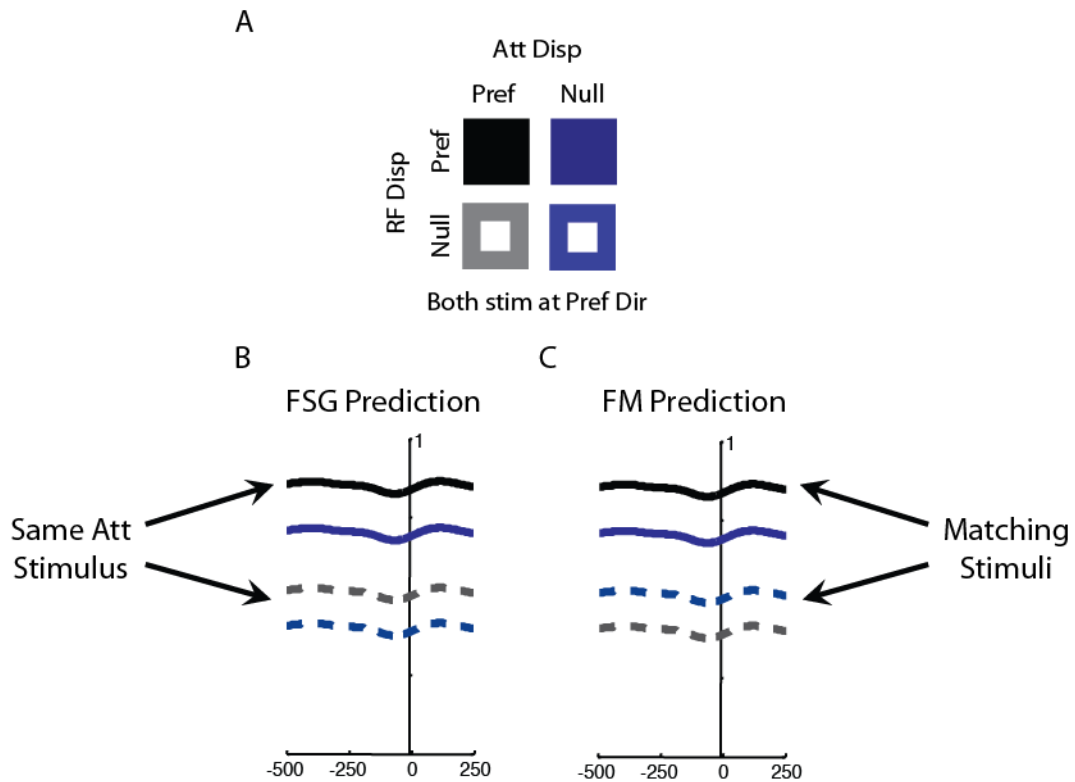 A
Att Disp
Pref Null
RF Disp
Pref
Null
Both stim at Pref Dir
B
FSG Prediction
C
FM Prediction
1
1
Same Att
Stimulus
Matching
Stimuli
-500 -250 0 250
-500 -250 0 250